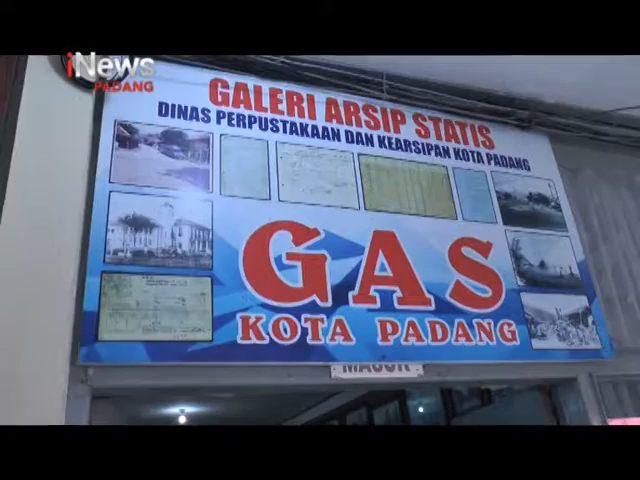 iNews
PADANG
GALERI ARSIP STATIS
DINAS PERPUSTAKAAN DAN KEARSIPAN KOTA PADANG
GAS
KOTA PADANG
MASUK